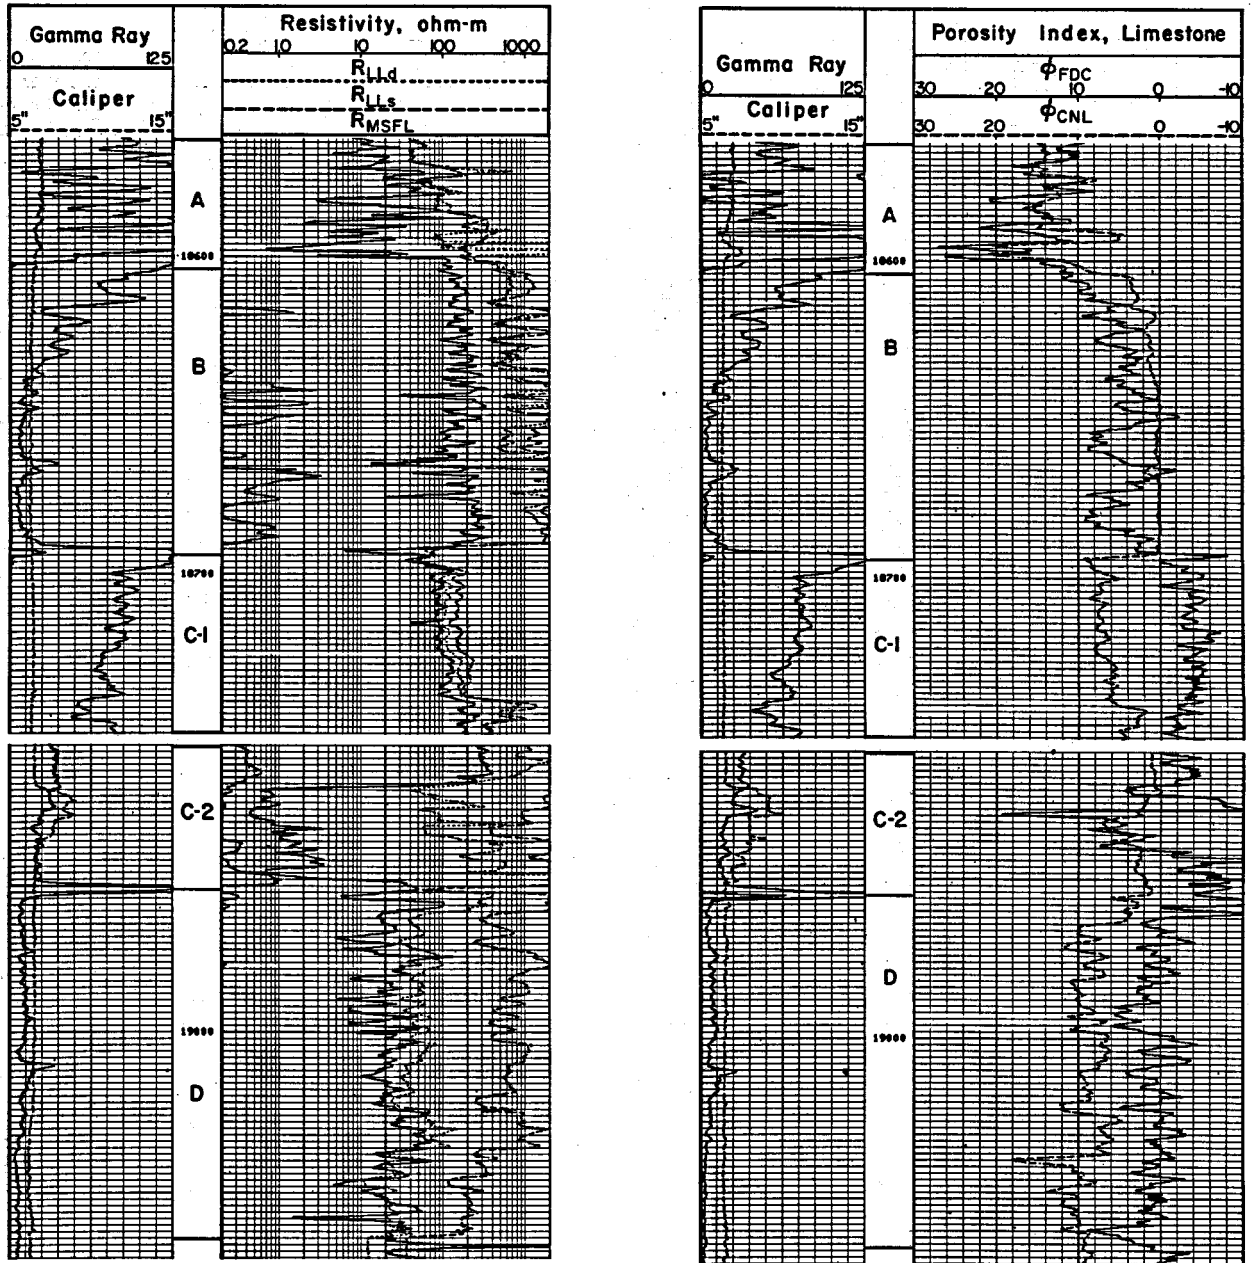 Resistivity, ohm-m
Gamma Ray
0 125
0.2 1.0 10 100 1000
RLLd
Caliper
RLLs
5" 15"
RMSFL
A
10600
B
10700
C-1
C-2
D
19000
D
Porosity Index, Limestone
Gamma Ray
ϕFDC
0 125
30 20 10 0 -10
Caliper
ϕCNL
5" 15"
30 20 10 0 -10
A
10600
B
10700
C-1
C-2
D
19000